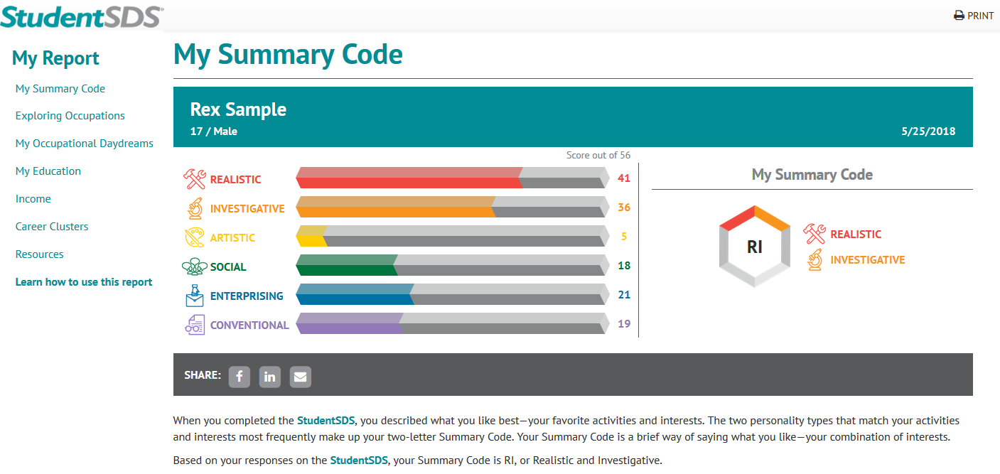 StudentSDS®
PRINT
My Report
My Summary Code
Exploring Occupations
My Occupational Daydreams
My Education
Income
Career Clusters
Resources
Learn how to use this report
My Summary Code
Rex Sample
17 / Male
5/25/2018
Score out of 56
REALISTIC 41
INVESTIGATIVE 36
ARTISTIC 5
SOCIAL 18
ENTERPRISING 21
CONVENTIONAL 19
My Summary Code
RI
REALISTIC
INVESTIGATIVE
SHARE: f in
When you completed the StudentSDS, you described what you like best—your favorite activities and interests. The two personality types that match your activities
and interests most frequently make up your two-letter Summary Code. Your Summary Code is a brief way of saying what you like—your combination of interests.
Based on your responses on the StudentSDS, your Summary Code is RI, or Realistic and Investigative.